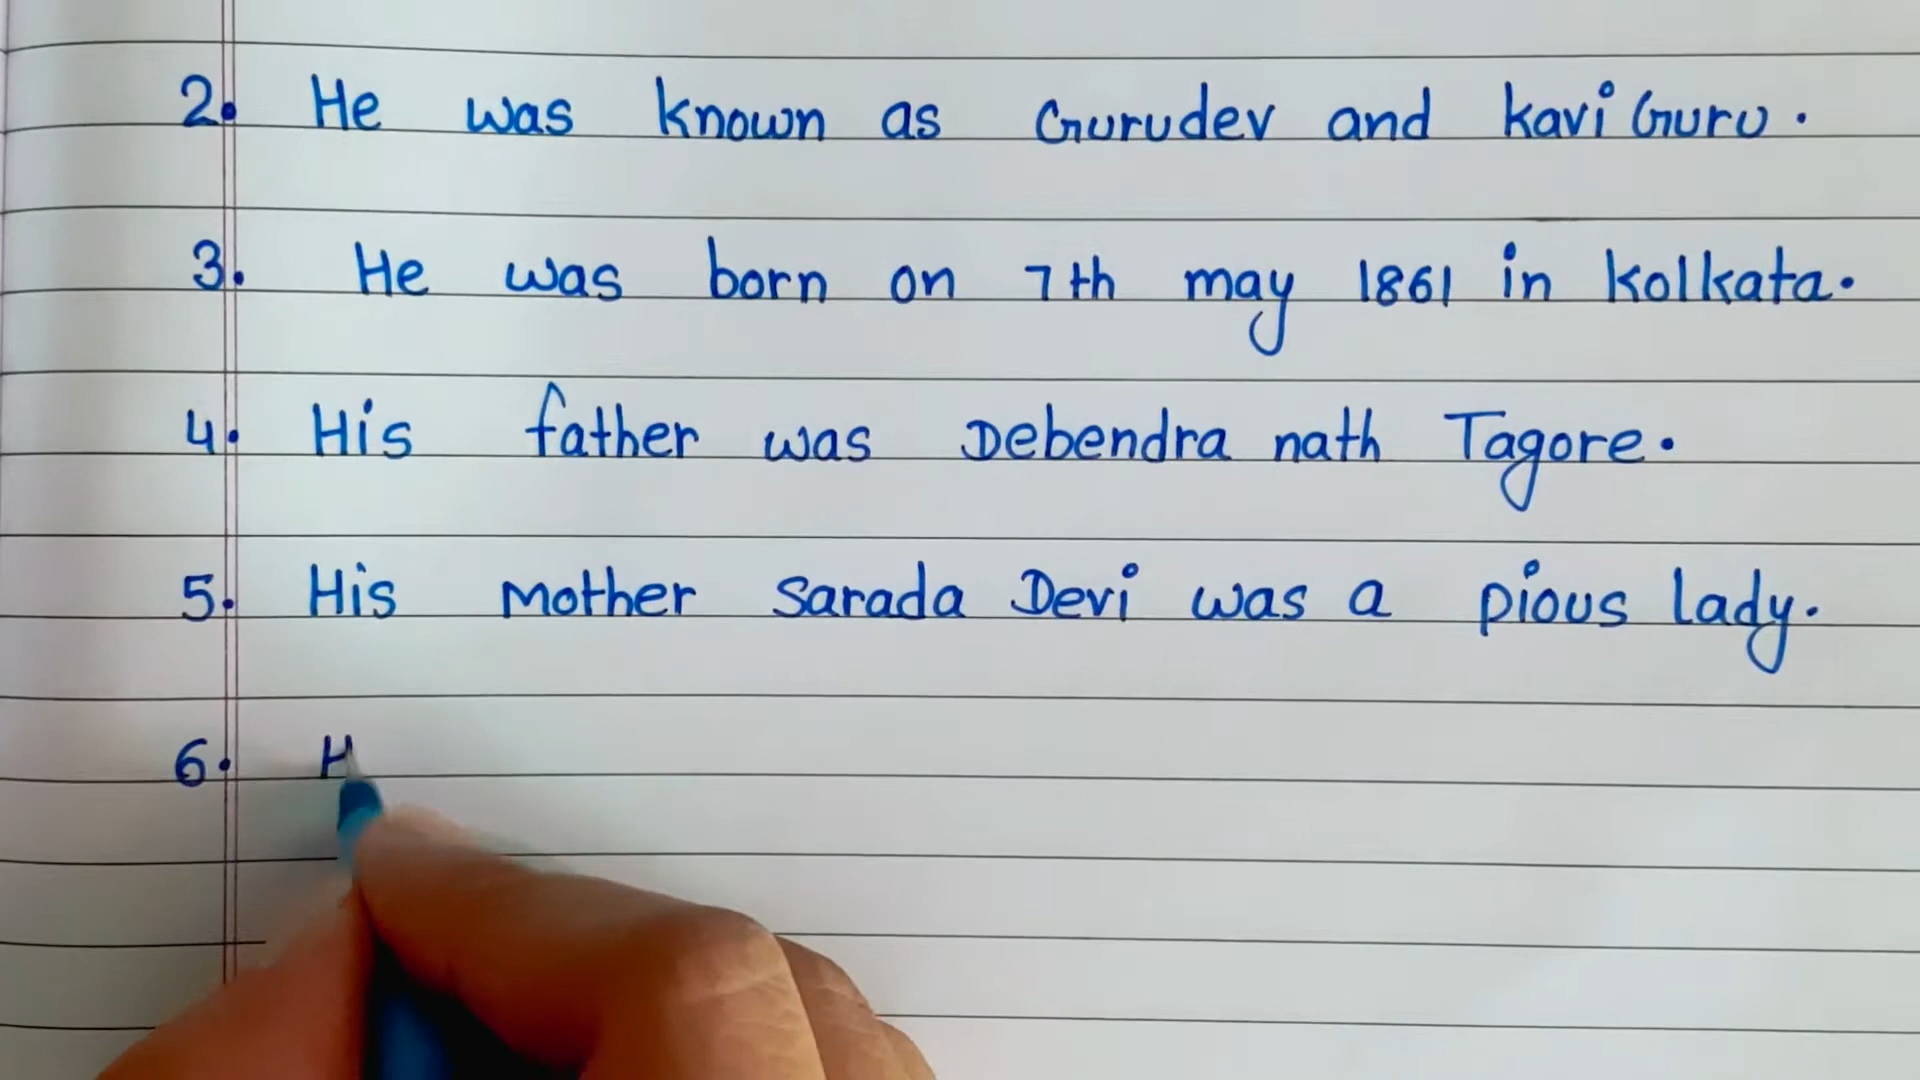 2. He was known as Gurudev and kavi Guru.
3. He was born on 7th may 1861 in Kolkata.
4. His father was Debendra nath Tagore.
5. His mother Sarada Devi was a pious lady.
6. H